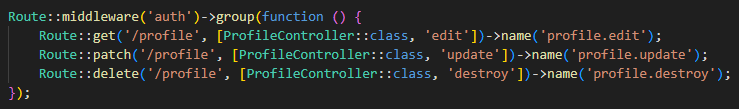 Route::middleware('auth')->group(function () {
    Route::get('/profile', [ProfileController::class, 'edit'])->name('profile.edit');
    Route::patch('/profile', [ProfileController::class, 'update'])->name('profile.update');
    Route::delete('/profile', [ProfileController::class, 'destroy'])->name('profile.destroy');
});